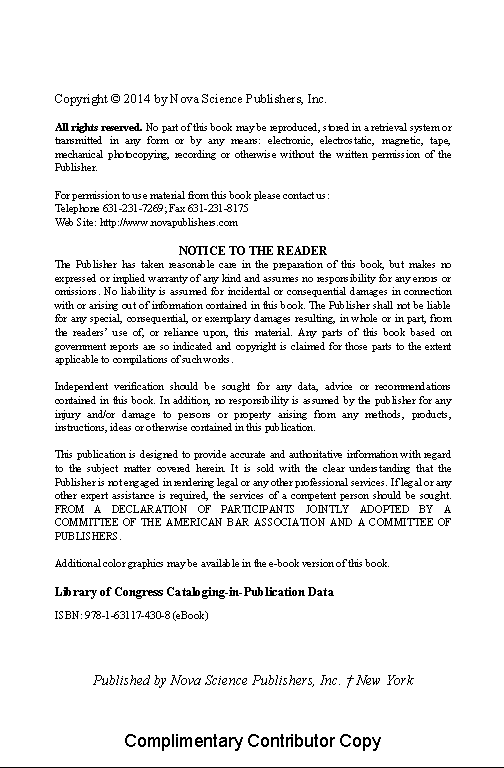 Copyright © 2014 by Nova Science Publishers, Inc.
All rights reserved. No part of this book may be reproduced, stored in a retrieval system or
transmitted in any form or by any means: electronic, electrostatic, magnetic, tape,
mechanical photocopying, recording or otherwise without the written permission of the
Publisher.
For permission to use material from this book please contact us:
Telephone 631-231-7269; Fax 631-231-8175
Web Site: http://www.novapublishers.com
NOTICE TO THE READER
The Publisher has taken reasonable care in the preparation of this book, but makes no
expressed or implied warranty of any kind and assumes no responsibility for any errors or
omissions. No liability is assumed for incidental or consequential damages in connection
with or arising out of information contained in this book. The Publisher shall not be liable
for any special, consequential, or exemplary damages resulting, in whole or in part, from
the readers’ use of, or reliance upon, this material. Any parts of this book based on
government reports are so indicated and copyright is claimed for those parts to the extent
applicable to compilations of such works.
Independent verification should be sought for any data, advice or recommendations
contained in this book. In addition, no responsibility is assumed by the publisher for any
injury and/or damage to persons or property arising from any methods, products,
instructions, ideas or otherwise contained in this publication.
This publication is designed to provide accurate and authoritative information with regard
to the subject matter covered herein. It is sold with the clear understanding that the
Publisher is not engaged in rendering legal or any other professional services. If legal or any
other expert assistance is required, the services of a competent person should be sought.
FROM A DECLARATION OF PARTICIPANTS JOINTLY ADOPTED BY A
COMMITTEE OF THE AMERICAN BAR ASSOCIATION AND A COMMITTEE OF
PUBLISHERS.
Additional color graphics may be available in the e-book version of this book.
Library of Congress Cataloging-in-Publication Data
ISBN: 978-1-63117-430-8 (eBook)
Published by Nova Science Publishers, Inc. † New York
Complimentary Contributor Copy